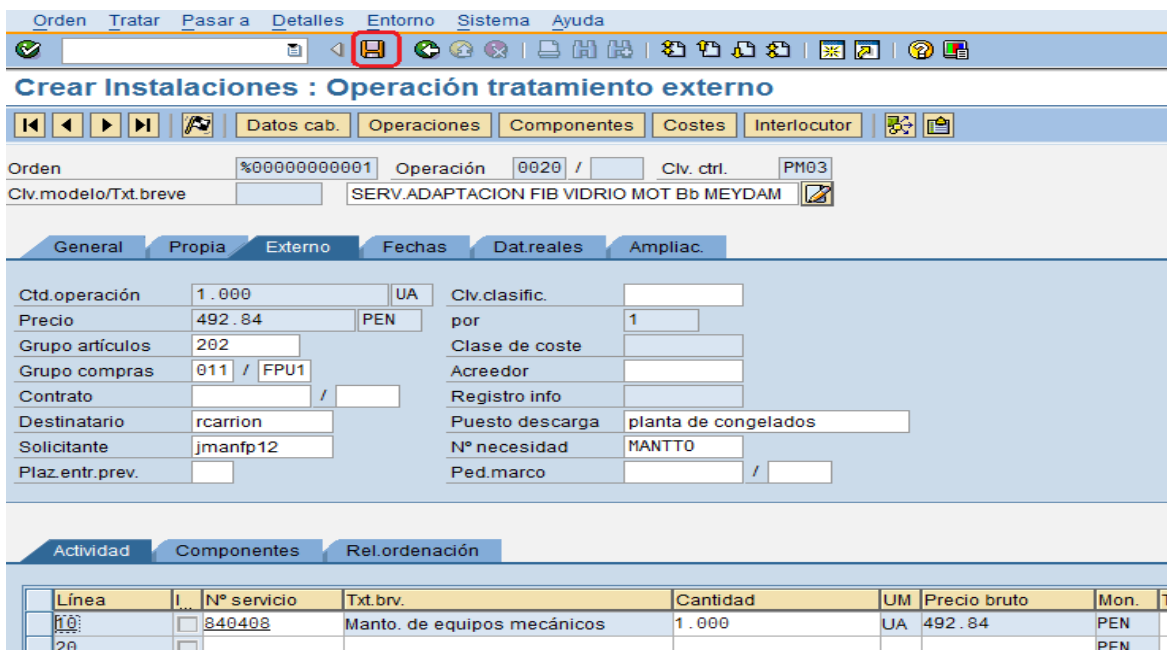 Orden Tratar Pasar a Detalles Entorno Sistema Ayuda
Crear Instalaciones : Operación tratamiento externo
Datos cab. Operaciones Componentes Costes Interlocutor
Orden %00000000001 Operación 0020 / Clv. ctrl. PM03
Clv.modelo/Txt.breve SERV.ADAPTACION FIB VIDRIO MOT Bb MEYDAM
General Propia Externo Fechas Dat.reales Ampliac.
Ctd.operación 1.000 UA Clv.clasific.
Precio 492.84 PEN por 1
Grupo artículos 202 Clase de coste
Grupo compras 011 / FPU1 Acreedor
Contrato / Registro info
Destinatario rcarrion Puesto descarga planta de congelados
Solicitante jmanfp12 Nº necesidad MANTTO
Plaz.entr.prev. Ped.marco /
Actividad Componentes Rel.ordenación
Línea I... Nº servicio Txt.brv. Cantidad UM Precio bruto Mon. T
10 840408 Manto. de equipos mecánicos 1.000 UA 492.84 PEN
20 PEN